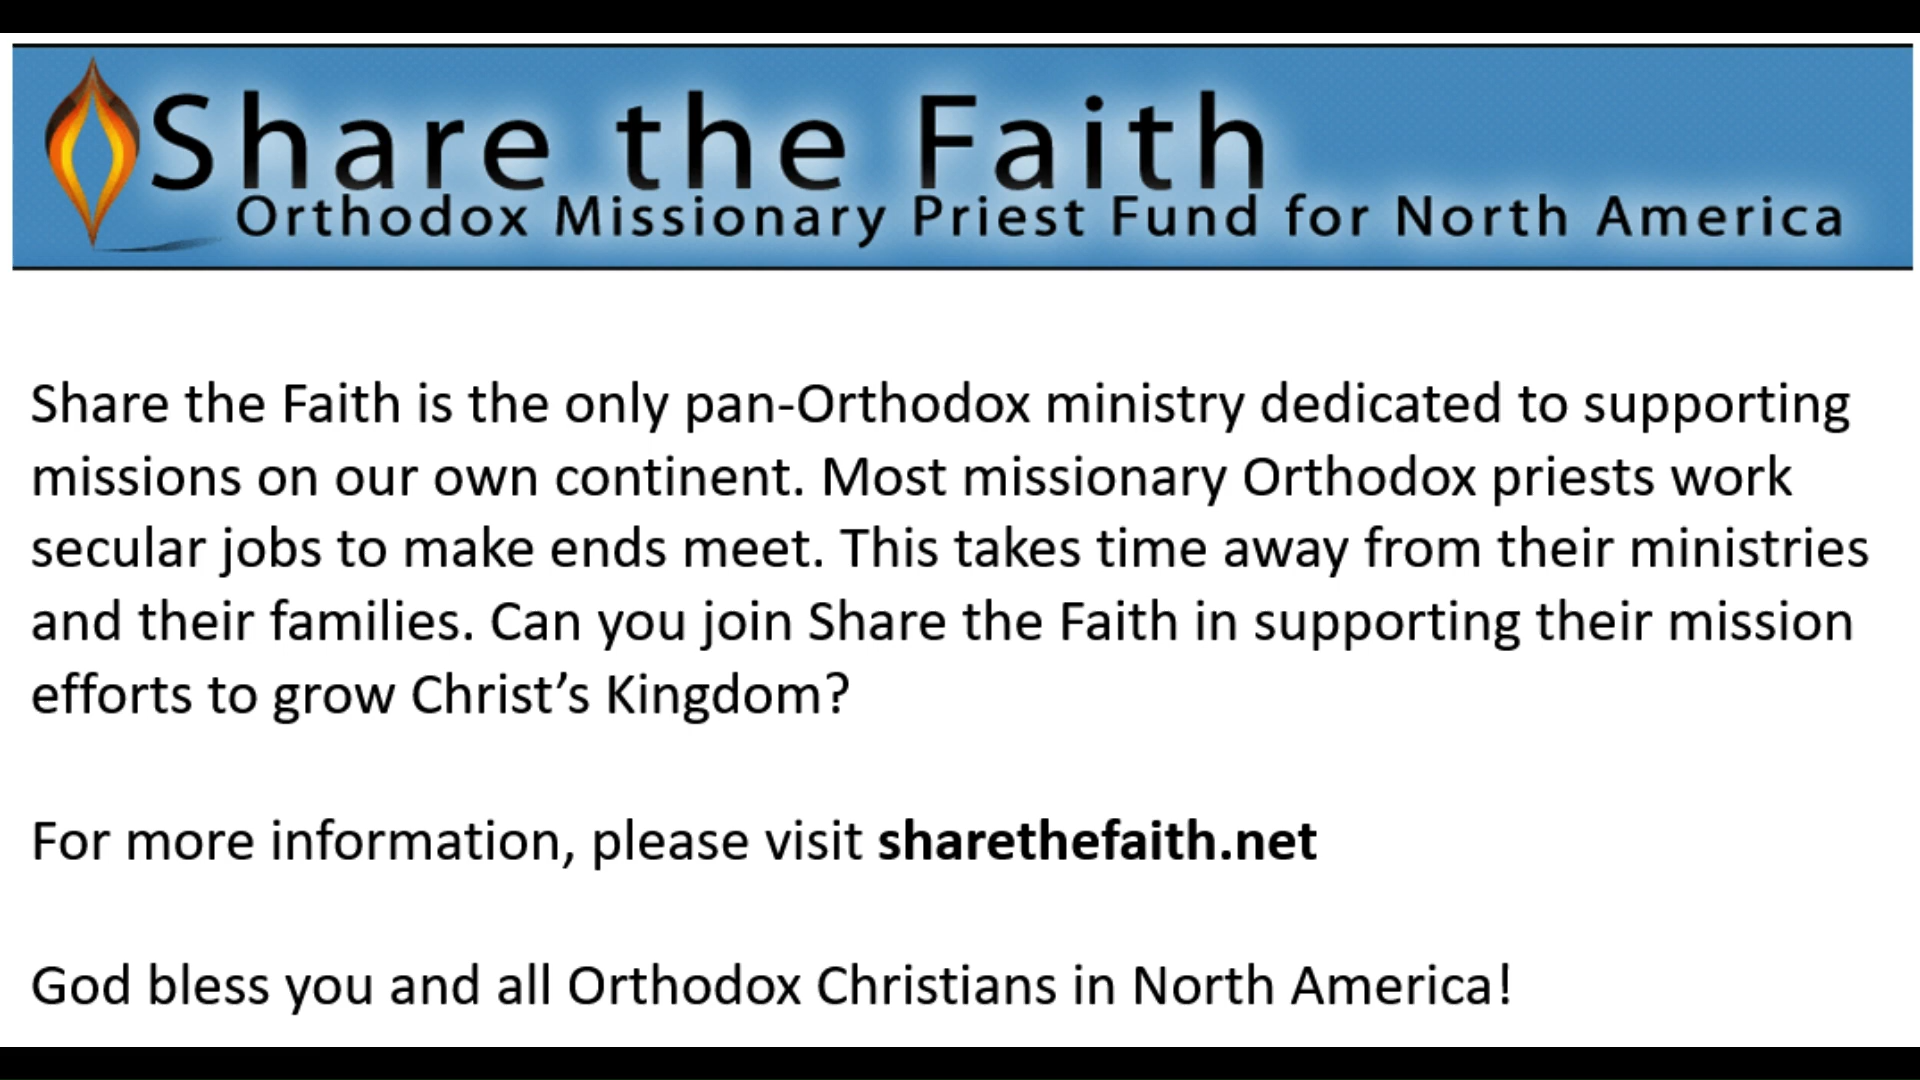 Share the Faith
Orthodox Missionary Priest Fund for North America
Share the Faith is the only pan-Orthodox ministry dedicated to supporting
missions on our own continent. Most missionary Orthodox priests work
secular jobs to make ends meet. This takes time away from their ministries
and their families. Can you join Share the Faith in supporting their mission
efforts to grow Christ’s Kingdom?
For more information, please visit sharethefaith.net
God bless you and all Orthodox Christians in North America!